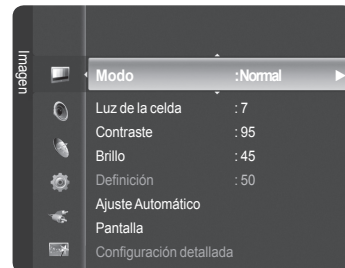 Imagen
Modo :Normal
Luz de la celda : 7
Contraste : 95
Brillo : 45
Definición : 50
Ajuste Automático
Pantalla
Configuración detallada